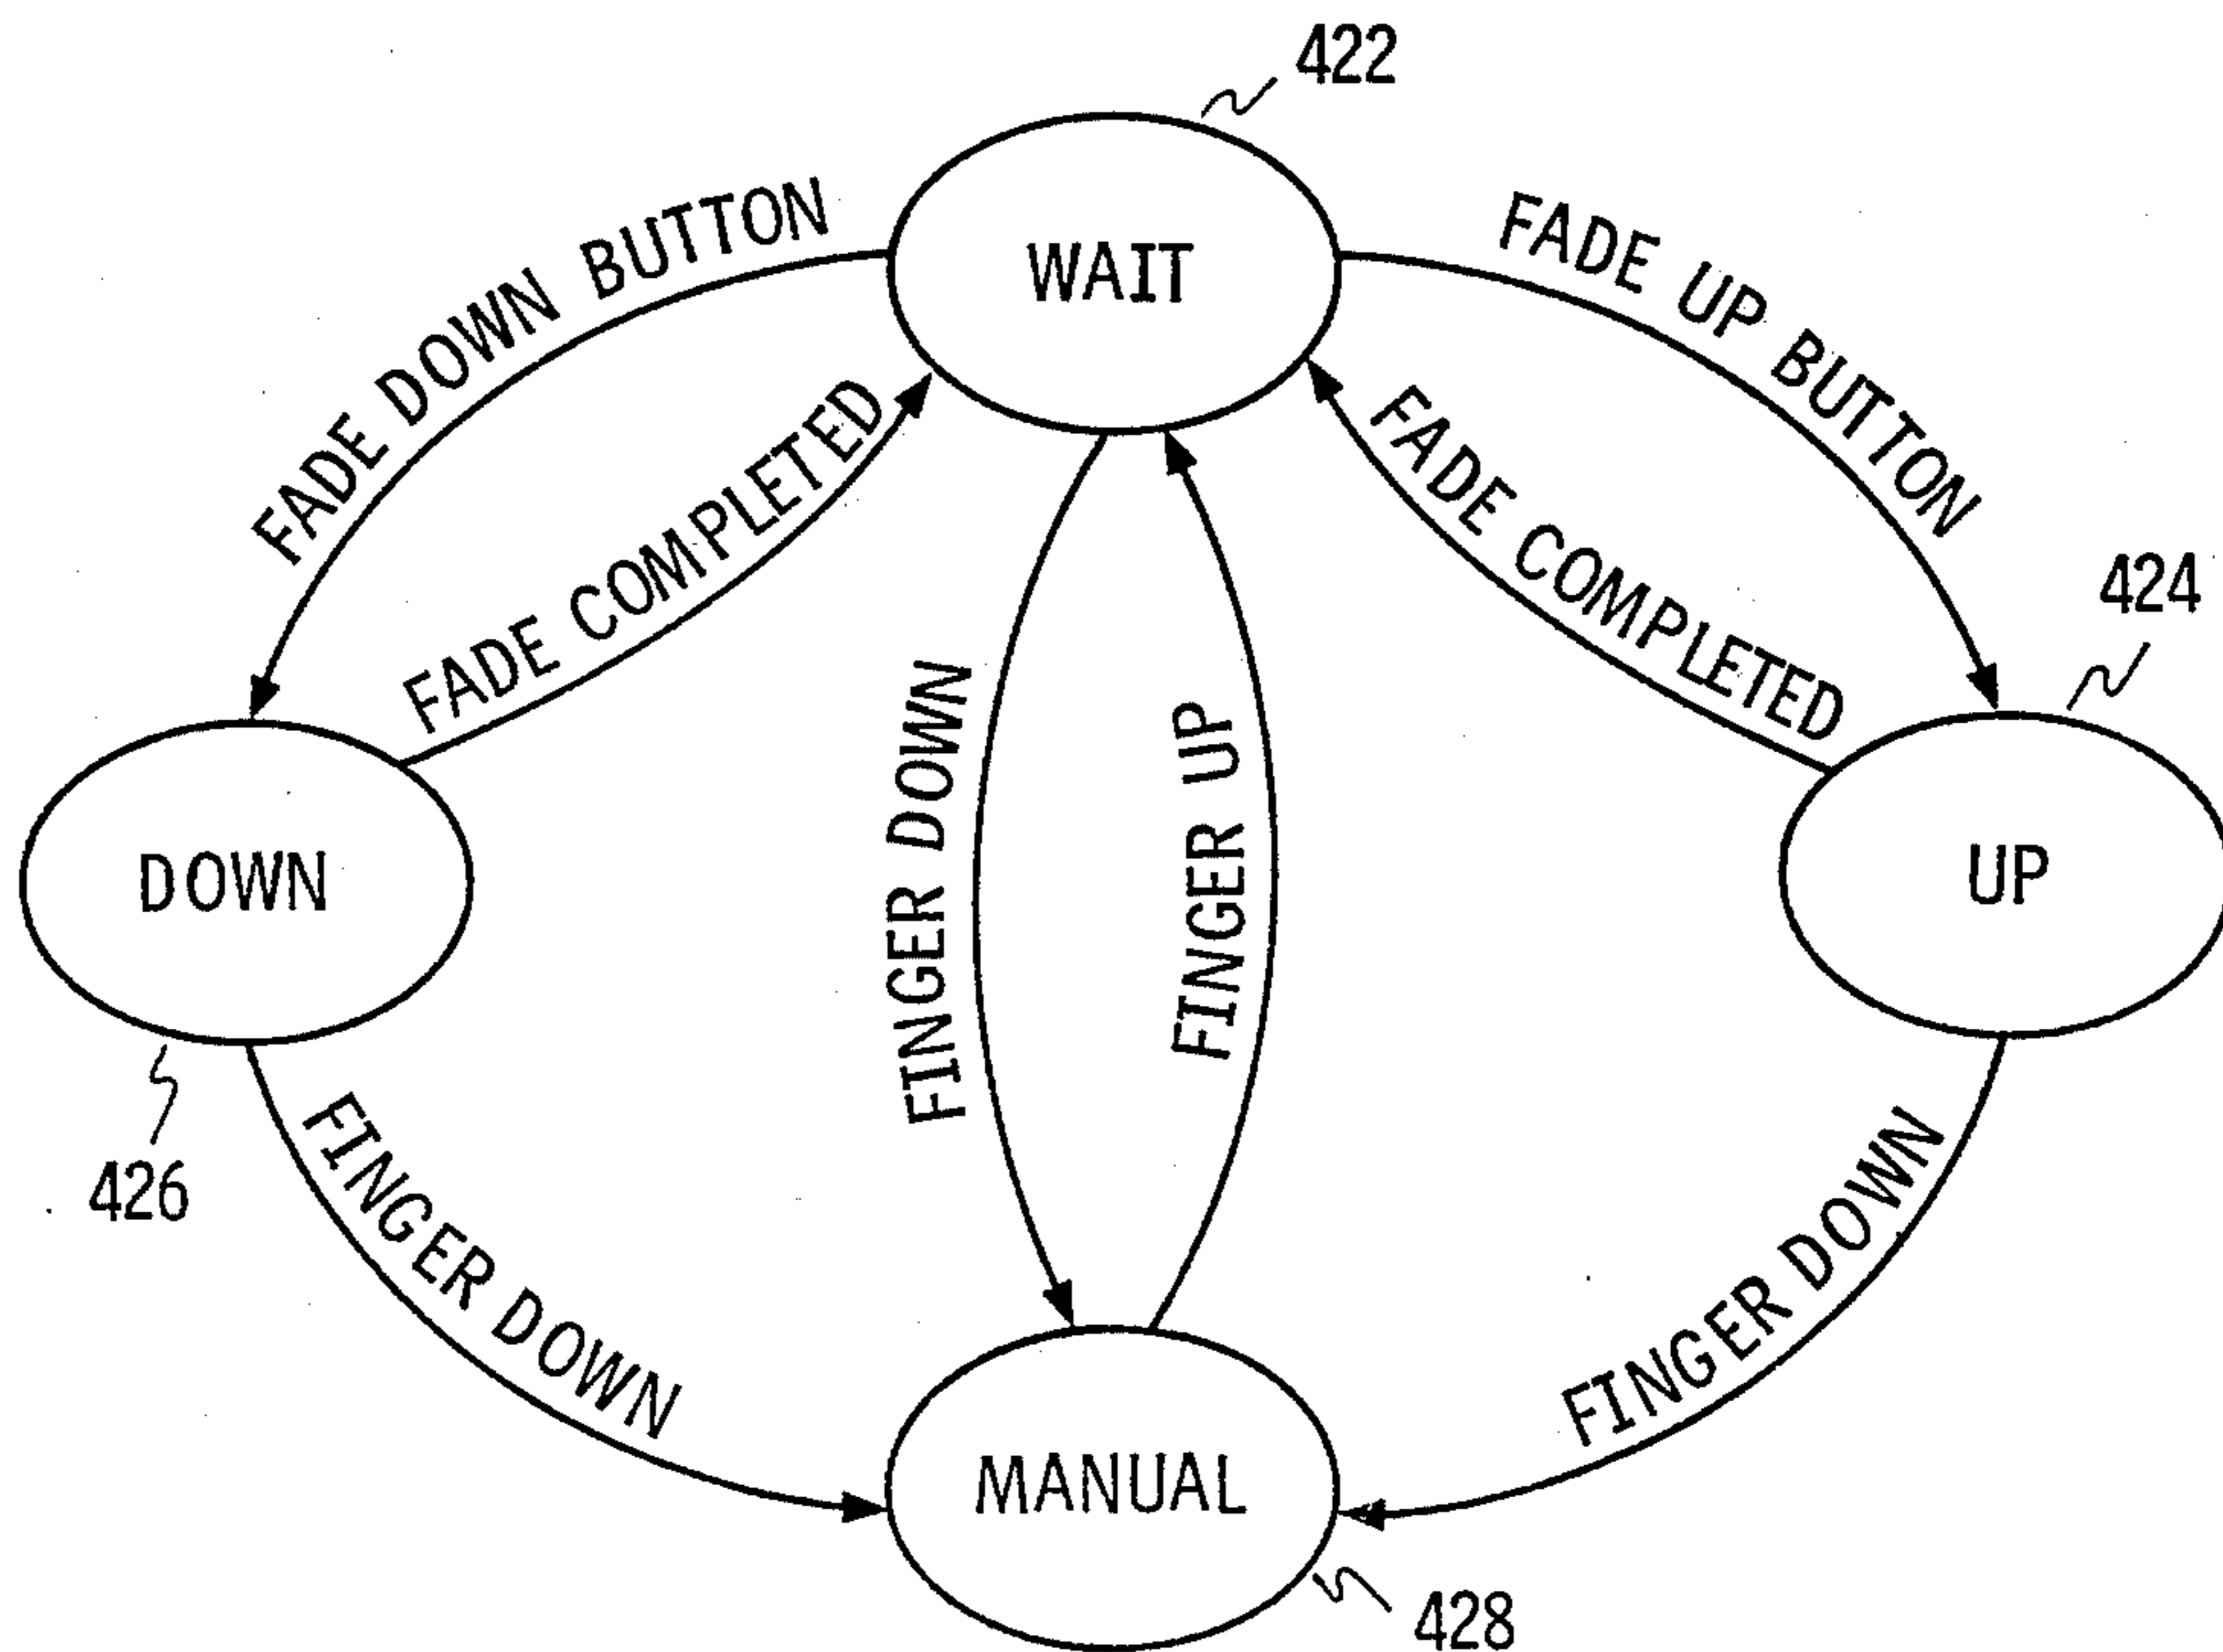 422
WAIT
FADE DOWN BUTTON
FADE UP BUTTON
FADE COMPLETED
FADE COMPLETED
424
FINGER DOWN
FINGER UP
DOWN
UP
426
FINGER DOWN
FINGER DOWN
MANUAL
428